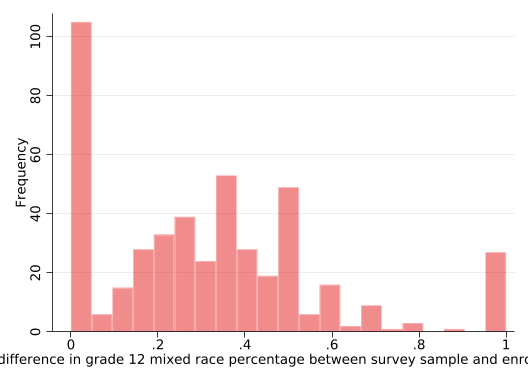 Frequency
100
80
60
40
20
0
0 .2 .4 .6 .8 1
difference in grade 12 mixed race percentage between survey sample and